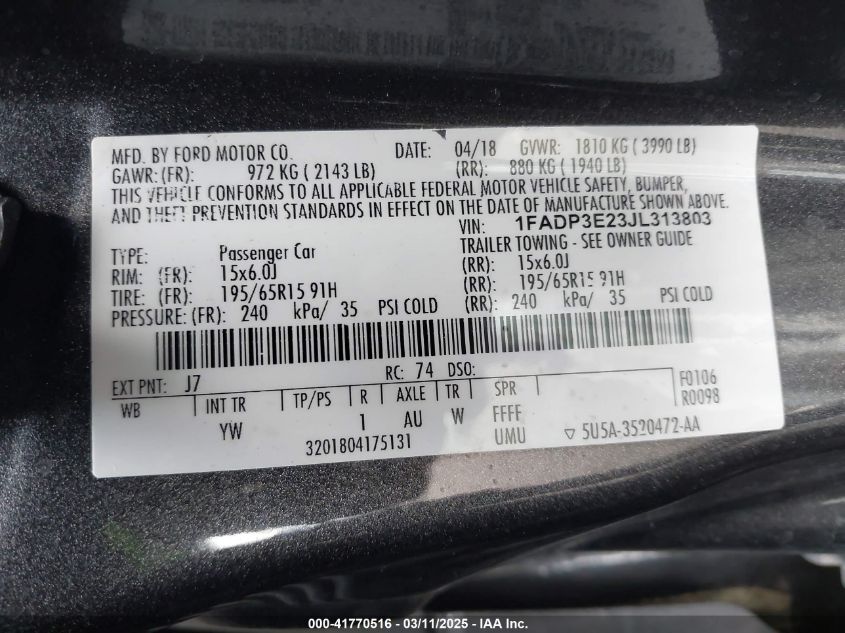 MFD. BY FORD MOTOR CO. DATE: 04/18 GVWR: 1810 KG ( 3990 LB)
GAWR: (FR) 972 KG ( 2143 LB) (RR): 880 KG ( 1940 LB)
THIS VEHICLE CONFORMS TO ALL APPLICABLE FEDERAL MOTOR VEHICLE SAFETY, BUMPER,
AND THEFT PREVENTION STANDARDS IN EFFECT ON THE DATE OF MANUFACTURE SHOWN ABOVE.
VIN: 1FADP3E23JL313803
TYPE: Passenger Car TRAILER TOWING - SEE OWNER GUIDE
RIM: (FR): 15x6.0J (RR): 15x6.0J
TIRE: (FR): 195/65R15 91H (RR): 195/65R15 91H
PRESSURE: (FR): 240 kPa/ 35 PSI COLD (RR): 240 kPa/ 35 PSI COLD
EXT PNT: J7 RC: 74 DSO: F0106
WB INT TR TP/PS R AXLE TR SPR R0098
YW 1 AU W FFFF
3201804175131 UMU 5U5A-3520472-AA
000-41770516 - 03/11/2025 - IAAI, Inc.